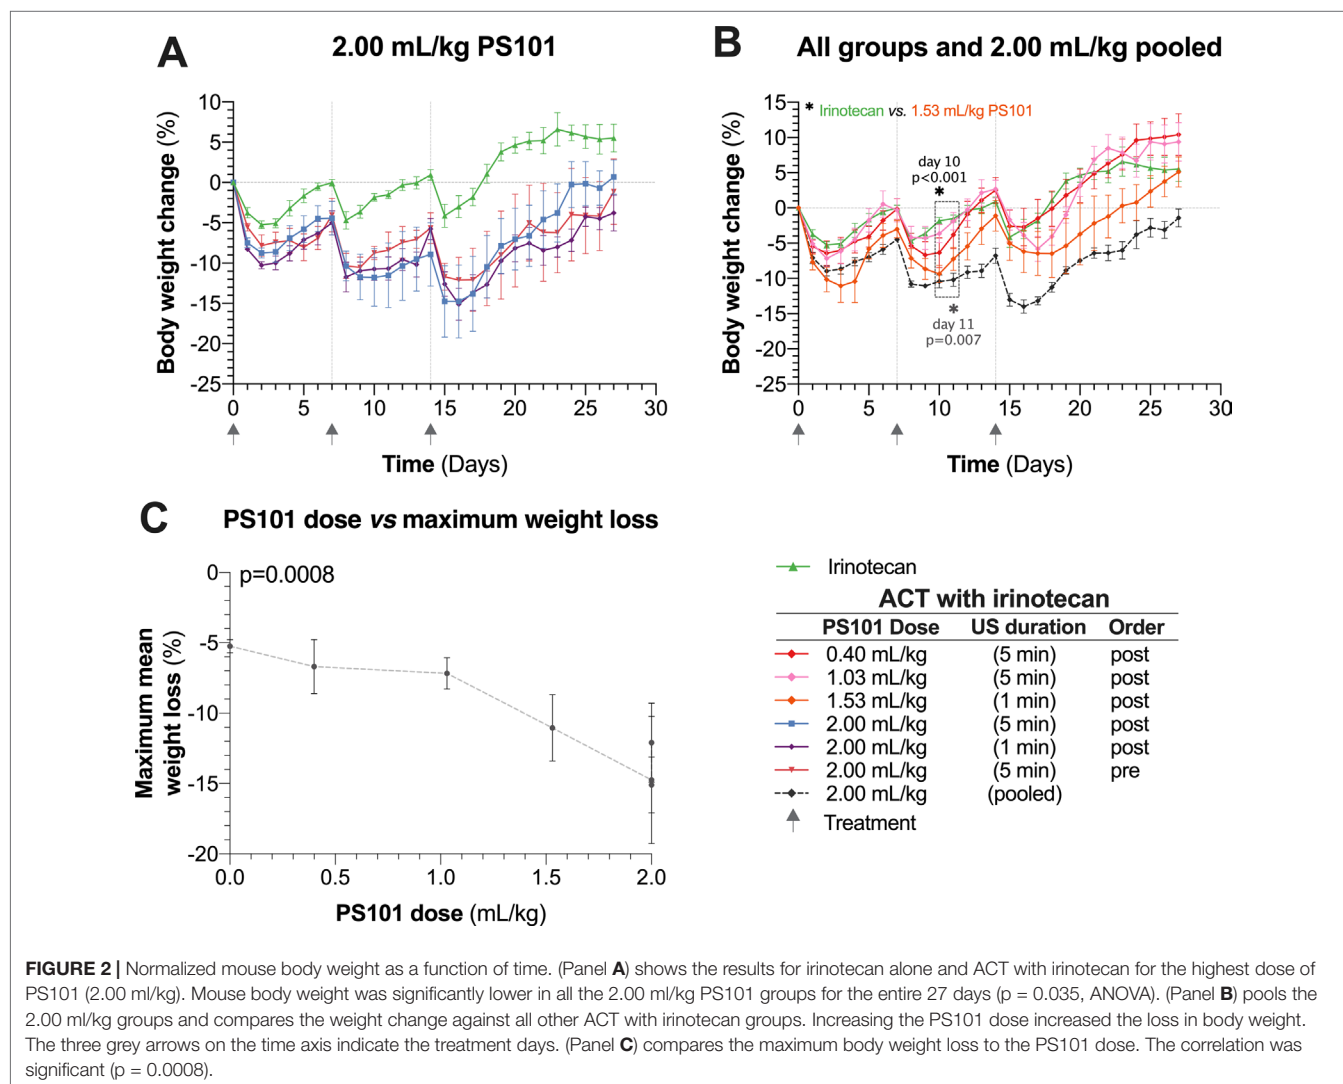 A
2.00 mL/kg PS101
Body weight change (%)
10
5
0
-5
-10
-15
-20
-25
0 5 10 15 20 25 30
Time (Days)
B
All groups and 2.00 mL/kg pooled
* Irinotecan vs. 1.53 mL/kg PS101
Body weight change (%)
15
10
5
0
-5
-10
-15
-20
-25
day 10
p<0.001
*
*
day 11
p=0.007
0 5 10 15 20 25 30
Time (Days)
C
PS101 dose vs maximum weight loss
p=0.0008
Maximum mean
weight loss (%)
0
-5
-10
-15
-20
0.0 0.5 1.0 1.5 2.0
PS101 dose (mL/kg)
Irinotecan
ACT with irinotecan
PS101 Dose US duration Order
0.40 mL/kg (5 min) post
1.03 mL/kg (5 min) post
1.53 mL/kg (1 min) post
2.00 mL/kg (5 min) post
2.00 mL/kg (1 min) post
2.00 mL/kg (5 min) pre
2.00 mL/kg (pooled)
Treatment
FIGURE 2 | Normalized mouse body weight as a function of time. (Panel A) shows the results for irinotecan alone and ACT with irinotecan for the highest dose of
PS101 (2.00 ml/kg). Mouse body weight was significantly lower in all the 2.00 ml/kg PS101 groups for the entire 27 days (p = 0.035, ANOVA). (Panel B) pools the
2.00 ml/kg groups and compares the weight change against all other ACT with irinotecan groups. Increasing the PS101 dose increased the loss in body weight.
The three grey arrows on the time axis indicate the treatment days. (Panel C) compares the maximum body weight loss to the PS101 dose. The correlation was
significant (p = 0.0008).